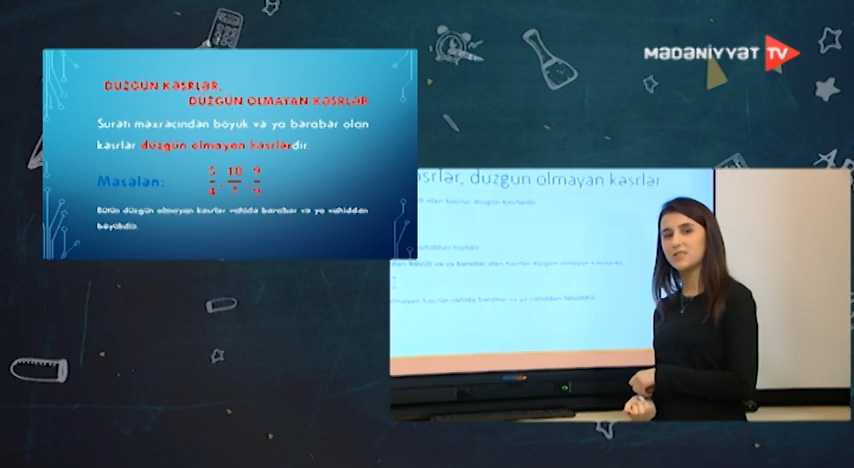 MƏDƏNİYYƏT TV
DÜZGÜN KƏSRLƏR,
DÜZGÜN OLMAYAN KƏSRLƏR
Surəti məxrəcindən böyük və ya bərabər olan
kəsrlər düzgün olmayan kəsrlərdir.
Məsələn: 5/4, 10/7, 9/9
Bütün düzgün olmayan kəsrlər vahidə bərabər və ya vahiddən
böyükdür.
əsrlər, düzgün olmayan kəsrlər